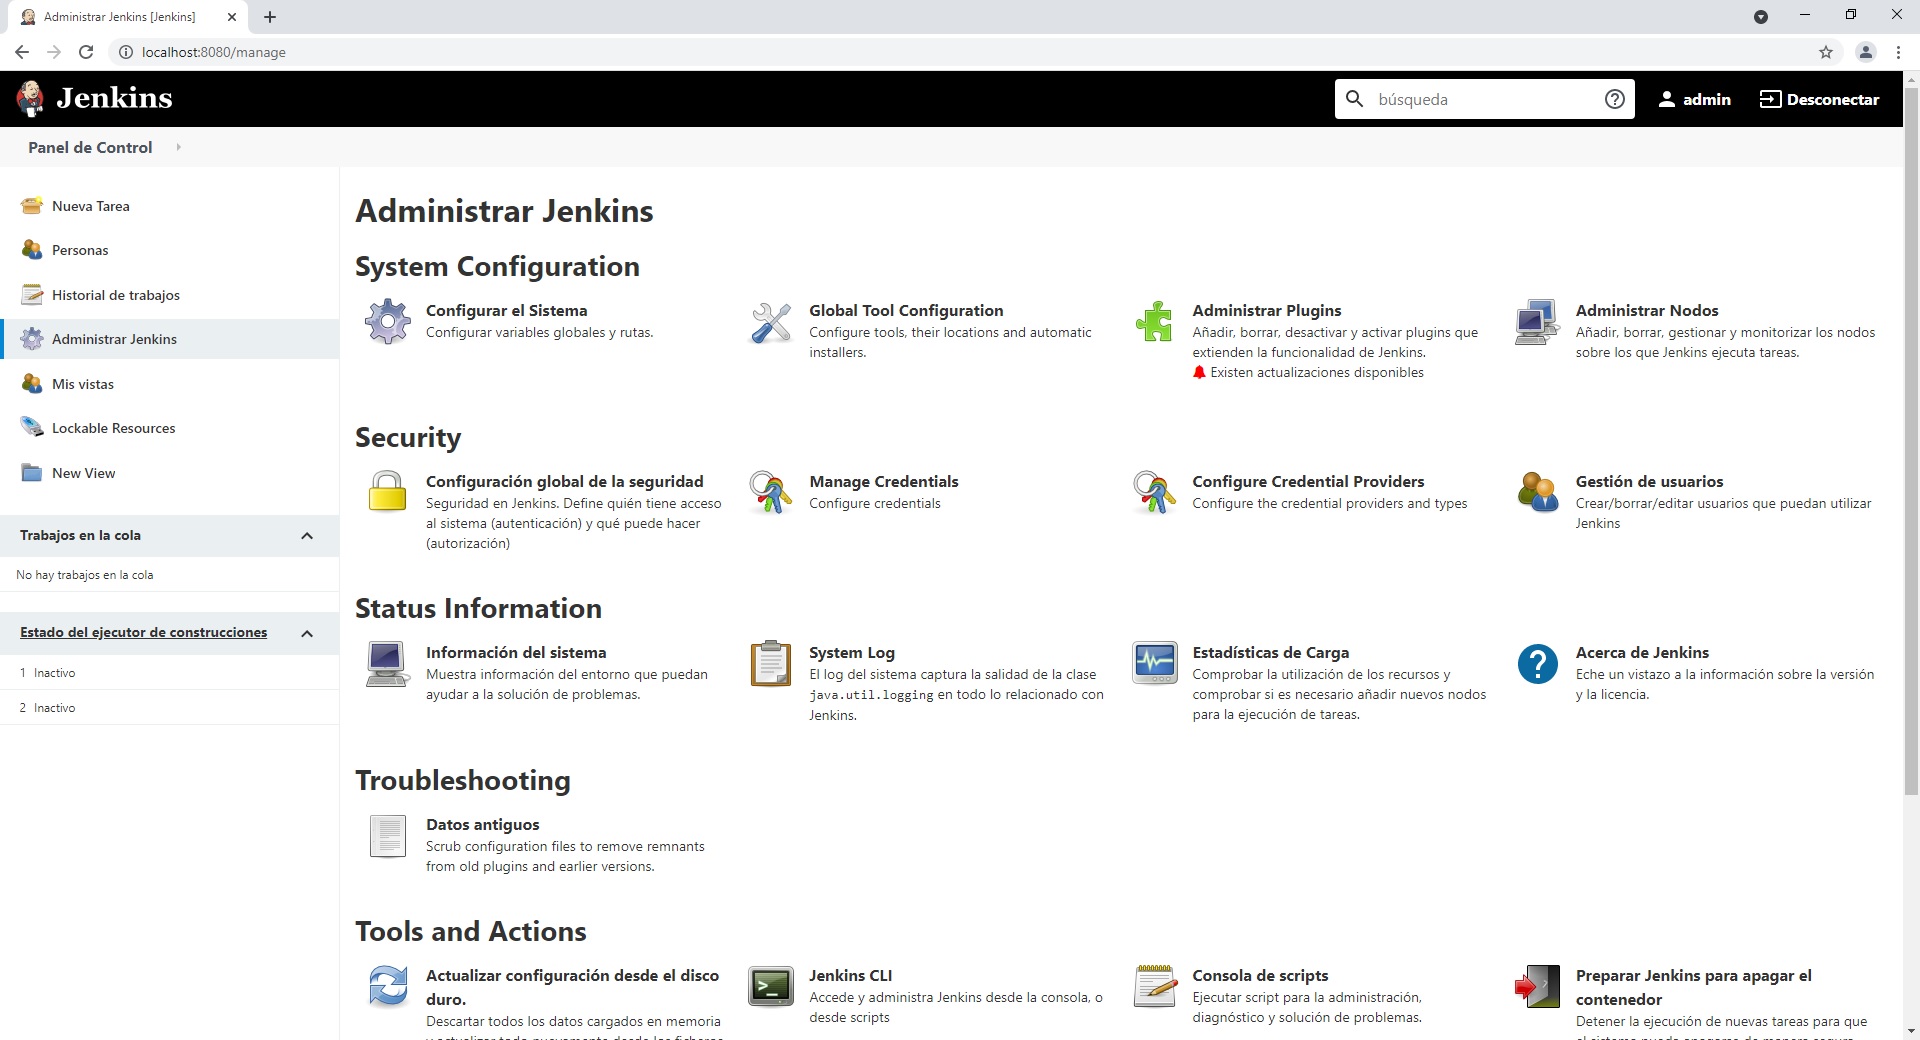 Administrar Jenkins [Jenkins]
localhost:8080/manage
Jenkins
búsqueda
admin
Desconectar
Panel de Control
Nueva Tarea
Personas
Historial de trabajos
Administrar Jenkins
Mis vistas
Lockable Resources
New View
Trabajos en la cola
No hay trabajos en la cola
Estado del ejecutor de construcciones
1 Inactivo
2 Inactivo
Administrar Jenkins
System Configuration
Configurar el Sistema
Configurar variables globales y rutas.
Global Tool Configuration
Configure tools, their locations and automatic
installers.
Administrar Plugins
Añadir, borrar, desactivar y activar plugins que
extienden la funcionalidad de Jenkins.
Existen actualizaciones disponibles
Administrar Nodos
Añadir, borrar, gestionar y monitorizar los nodos
sobre los que Jenkins ejecuta tareas.
Security
Configuración global de la seguridad
Seguridad en Jenkins. Define quién tiene acceso
al sistema (autenticación) y qué puede hacer
(autorización)
Manage Credentials
Configure credentials
Configure Credential Providers
Configure the credential providers and types
Gestión de usuarios
Crear/borrar/editar usuarios que puedan utilizar
Jenkins
Status Information
Información del sistema
Muestra información del entorno que puedan
ayudar a la solución de problemas.
System Log
El log del sistema captura la salida de la clase
java.util.logging en todo lo relacionado con
Jenkins.
Estadísticas de Carga
Comprobar la utilización de los recursos y
comprobar si es necesario añadir nuevos nodos
para la ejecución de tareas.
Acerca de Jenkins
Eche un vistazo a la información sobre la versión
y la licencia.
Troubleshooting
Datos antiguos
Scrub configuration files to remove remnants
from old plugins and earlier versions.
Tools and Actions
Actualizar configuración desde el disco
duro.
Descartar todos los datos cargados en memoria
Jenkins CLI
Accede y administra Jenkins desde la consola, o
desde scripts
Consola de scripts
Ejecutar script para la administración,
diagnóstico y solución de problemas.
Preparar Jenkins para apagar el
contenedor
Detener la ejecución de nuevas tareas para que